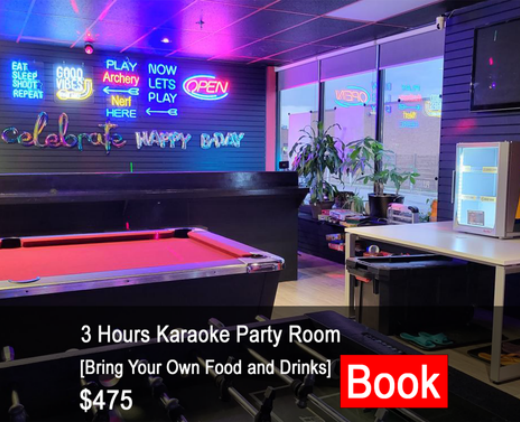 EAT
SLEEP
SHOOT
REPEAT
GOOD
VIBES
PLAY
Archery
Nerf
HERE
NOW
LETS
PLAY
OPEN
OPEN
celebrate HAPPY B-DAY
3 Hours Karaoke Party Room
[Bring Your Own Food and Drinks]
$475
Book